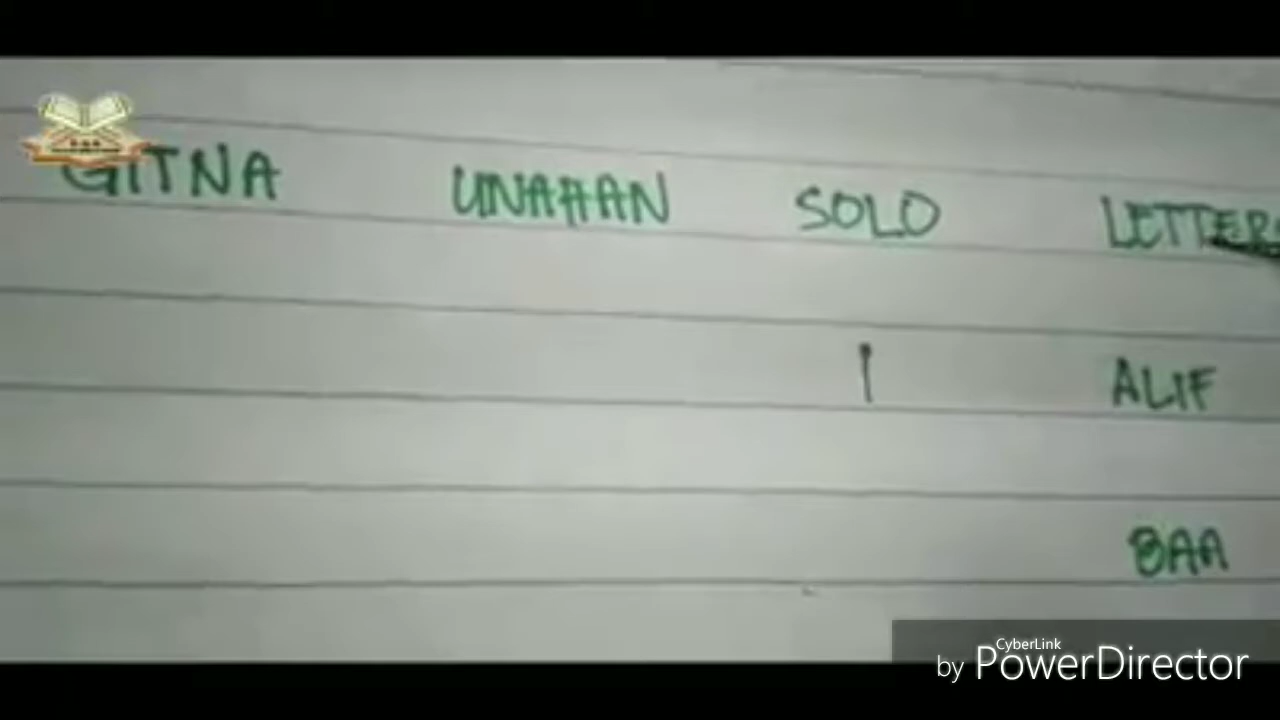 GITNA UNAHAN SOLO LETTERS
ا ALIF
BAA
CyberLink
by PowerDirector